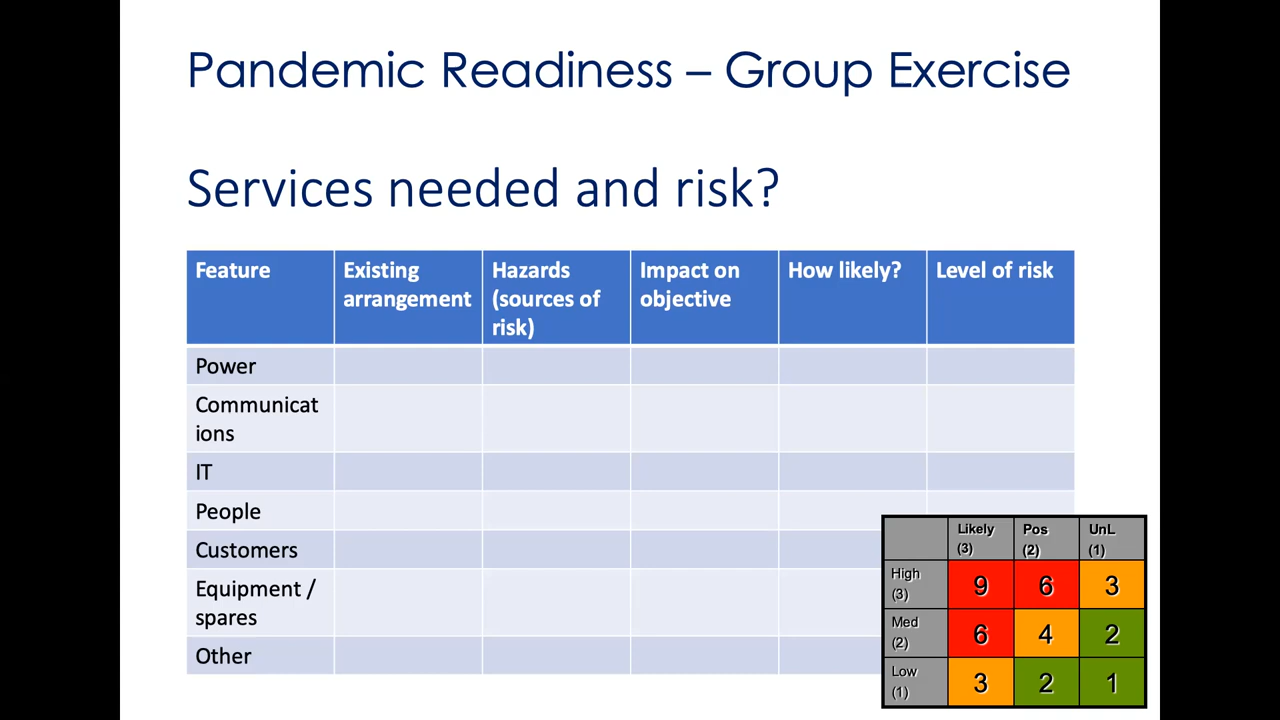 Pandemic Readiness – Group Exercise
Services needed and risk?
Feature
Existing
arrangement
Hazards
(sources of
risk)
Impact on
objective
How likely?
Level of risk
Power
Communicat
ions
IT
People
Customers
Equipment /
spares
Other
Likely
(3)
Pos
(2)
UnL
(1)
High
(3)
9
6
3
Med
(2)
6
4
2
Low
(1)
3
2
1